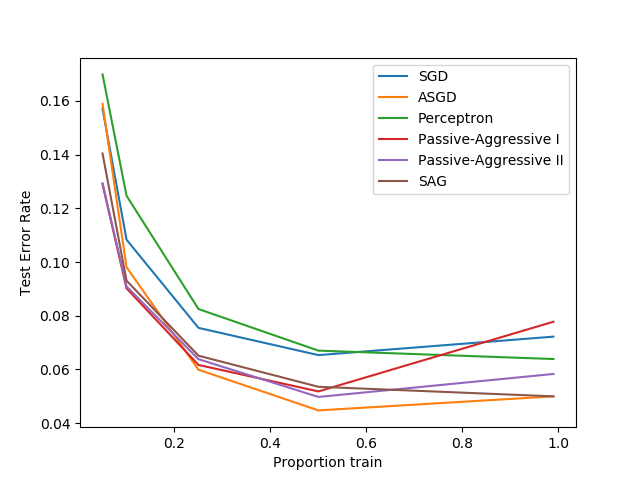 SGD
ASGD
Perceptron
Passive-Aggressive I
Passive-Aggressive II
SAG
Test Error Rate
0.16
0.14
0.12
0.10
0.08
0.06
0.04
0.2 0.4 0.6 0.8 1.0
Proportion train